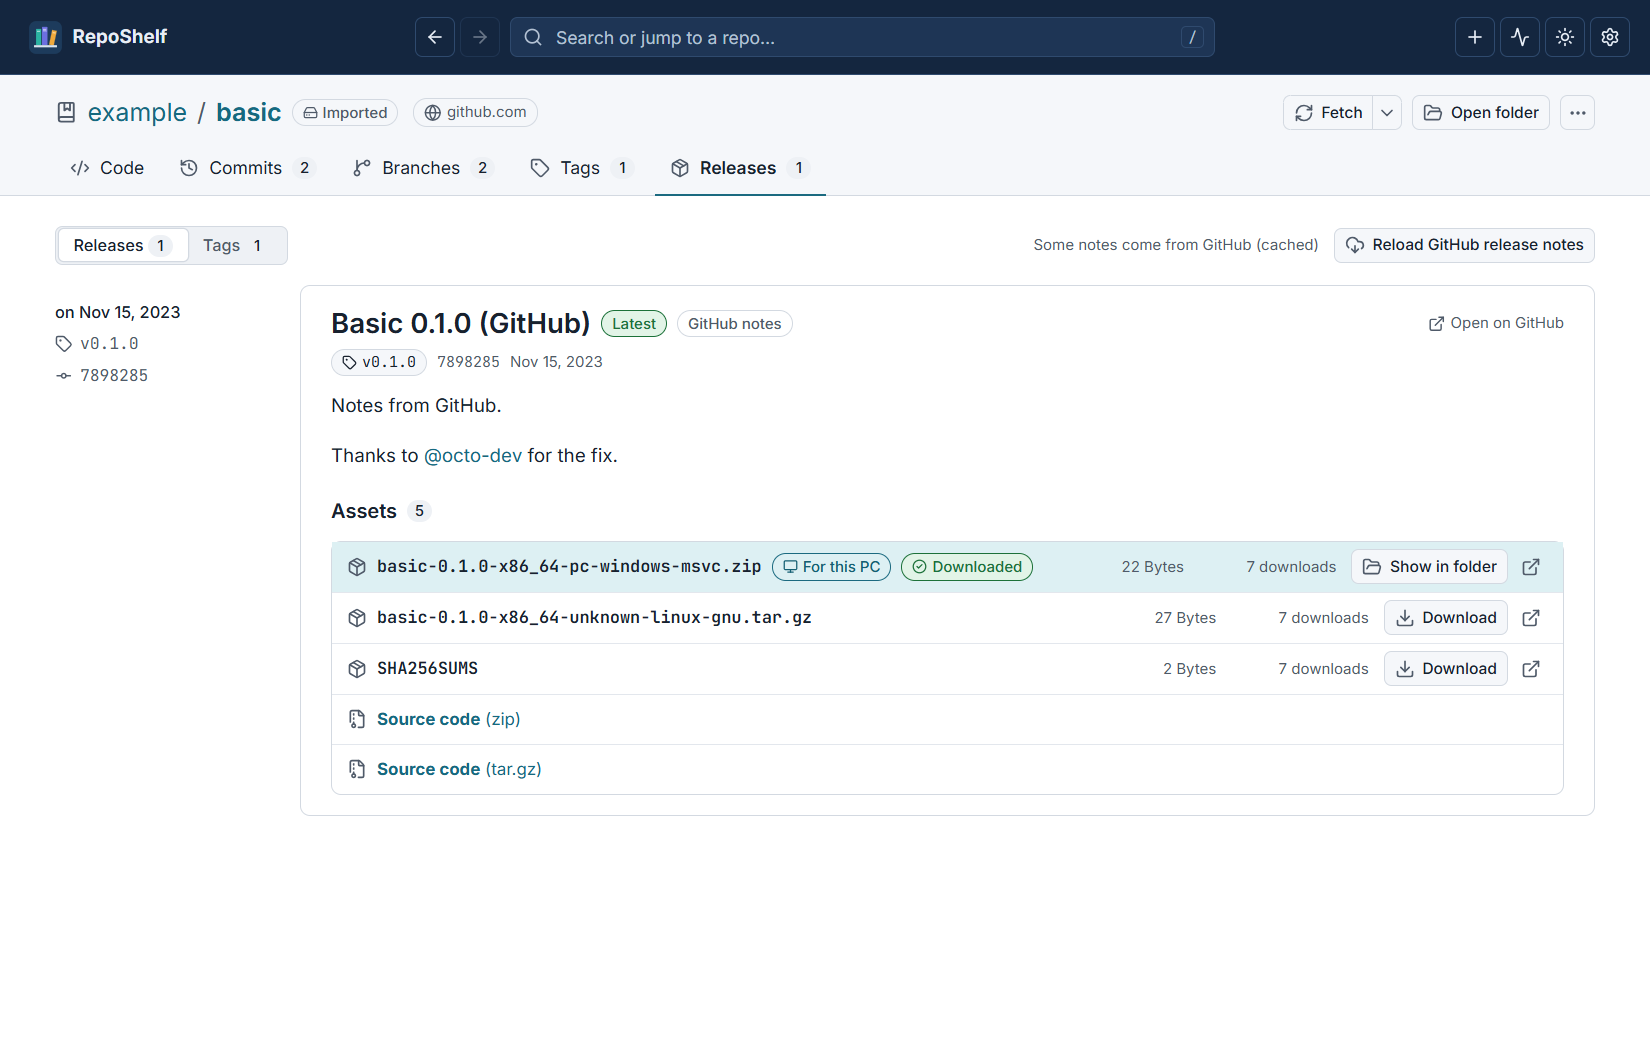 RepoShelf
Search or jump to a repo... /
example / basic Imported github.com Fetch Open folder
Code Commits 2 Branches 2 Tags 1 Releases 1
Releases 1 Tags 1 Some notes come from GitHub (cached) Reload GitHub release notes
on Nov 15, 2023
v0.1.0
7898285
Basic 0.1.0 (GitHub) Latest GitHub notes Open on GitHub
v0.1.0 7898285 Nov 15, 2023
Notes from GitHub.
Thanks to @octo-dev for the fix.
Assets 5
basic-0.1.0-x86_64-pc-windows-msvc.zip For this PC Downloaded 22 Bytes 7 downloads Show in folder
basic-0.1.0-x86_64-unknown-linux-gnu.tar.gz 27 Bytes 7 downloads Download
SHA256SUMS 2 Bytes 7 downloads Download
Source code (zip)
Source code (tar.gz)